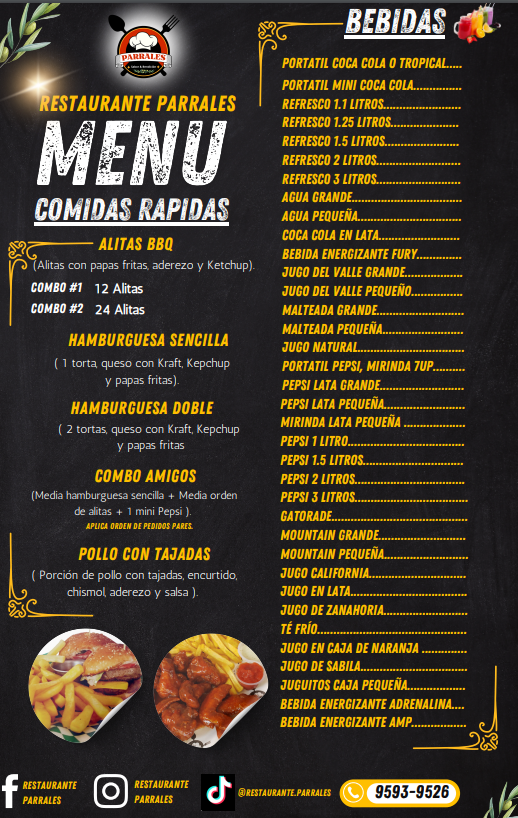 PARRALES
RESTAURANTE PARRALES
MENU
COMIDAS RAPIDAS
ALITAS BBQ
(Alitas con papas fritas, aderezo y Ketchup).
COMBO #1 12 Alitas
COMBO #2 24 Alitas
HAMBURGUESA SENCILLA
( 1 torta, queso con Kraft, Kepchup
y papas fritas).
HAMBURGUESA DOBLE
( 2 tortas, queso con Kraft, Kepchup
y papas fritas
COMBO AMIGOS
(Media hamburguesa sencilla + Media orden
de alitas + 1 mini Pepsi ).
APLICA ORDEN DE PEDIDOS PARES.
POLLO CON TAJADAS
( Porción de pollo con tajadas, encurtido,
chismol, aderezo y salsa ).
BEBIDAS
PORTATIL COCA COLA O TROPICAL.....
PORTATIL MINI COCA COLA..............
REFRESCO 1.1 LITROS.......................
REFRESCO 1.25 LITROS....................
REFRESCO 1.5 LITROS......................
REFRESCO 2 LITROS.........................
REFRESCO 3 LITROS.........................
AGUA GRANDE.................................
AGUA PEQUEÑA...............................
COCA COLA EN LATA........................
BEBIDA ENERGIZANTE FURY.............
JUGO DEL VALLE GRANDE.................
JUGO DEL VALLE PEQUEÑO...............
MALTEADA GRANDE.........................
MALTEADA PEQUEÑA........................
JUGO NATURAL................................
PORTATIL PEPSI, MIRINDA 7UP..........
PEPSI LATA GRANDE.........................
PEPSI LATA PEQUEÑA.......................
MIRINDA LATA PEQUEÑA ..................
PEPSI 1 LITRO...................................
PEPSI 1.5 LITROS..............................
PEPSI 2 LITROS................................
PEPSI 3 LITROS.................................
GATORADE.......................................
MOUNTAIN GRANDE.........................
MOUNTAIN PEQUEÑA........................
JUGO CALIFORNIA.............................
JUGO EN LATA..................................
JUGO DE ZANAHORIA........................
TÉ FRÍO............................................
JUGO EN CAJA DE NARANJA .............
JUGO DE SABILA...............................
JUGUITOS CAJA PEQUEÑA.................
BEBIDA ENERGIZANTE ADRENALINA....
BEBIDA ENERGIZANTE AMP................
RESTAURANTE
PARRALES
RESTAURANTE
PARRALES
@RESTAURANTE.PARRALES
9593-9526